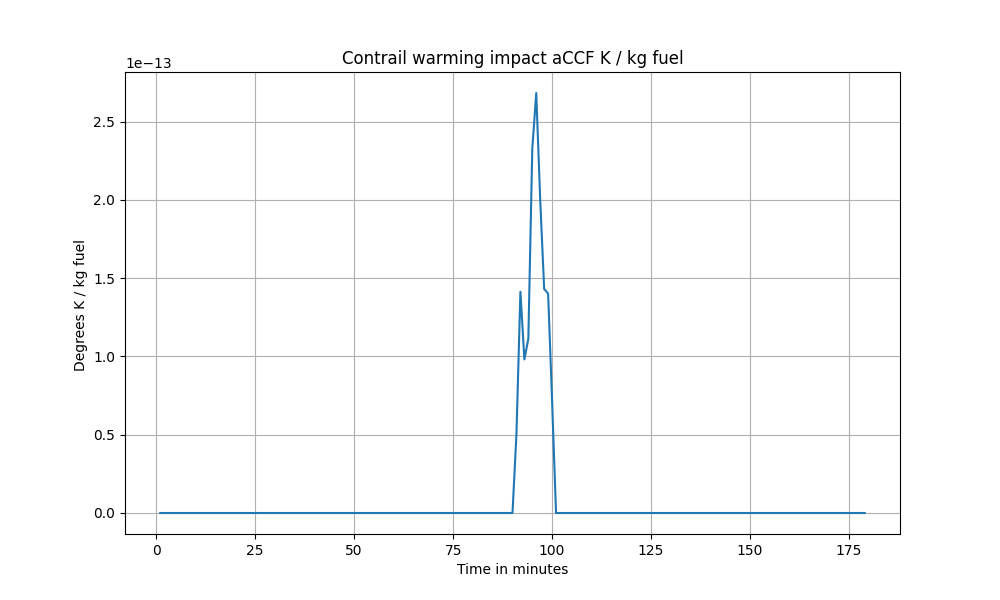 Contrail warming impact aCCF K / kg fuel
1e−13
Degrees K / kg fuel
2.5
2.0
1.5
1.0
0.5
0.0
0 25 50 75 100 125 150 175
Time in minutes